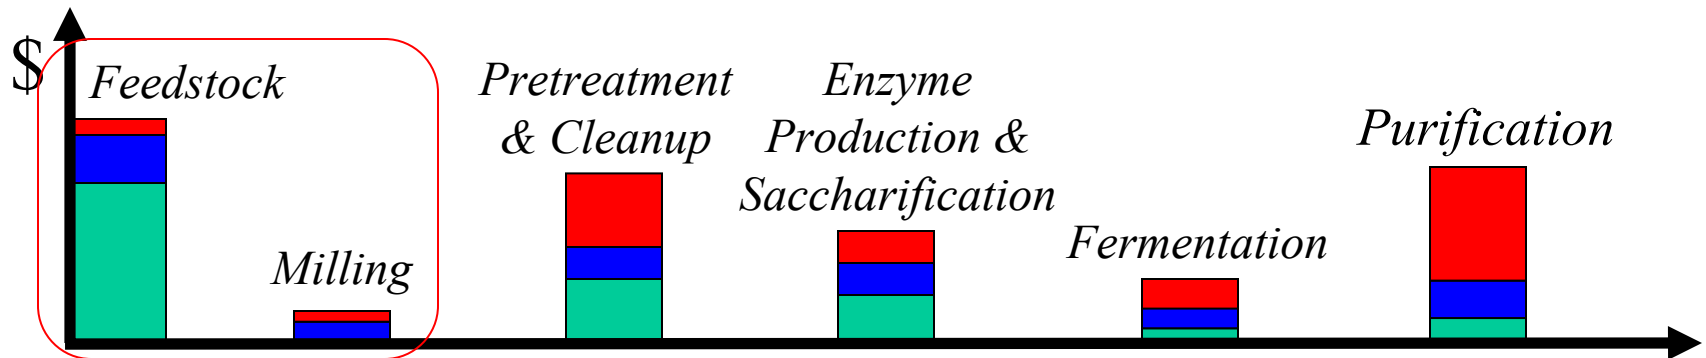 $
Feedstock
Milling
Pretreatment
& Cleanup
Enzyme
Production &
Saccharification
Fermentation
Purification